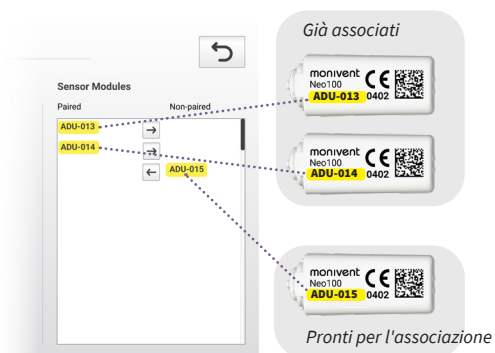 Già associati
monivent
Neo100
ADU-013 0402
monivent
Neo100
ADU-014 0402
Sensor Modules
Paired Non-paired
ADU-013
ADU-014
ADU-015
monivent
Neo100
ADU-015 0402
Pronti per l'associazione